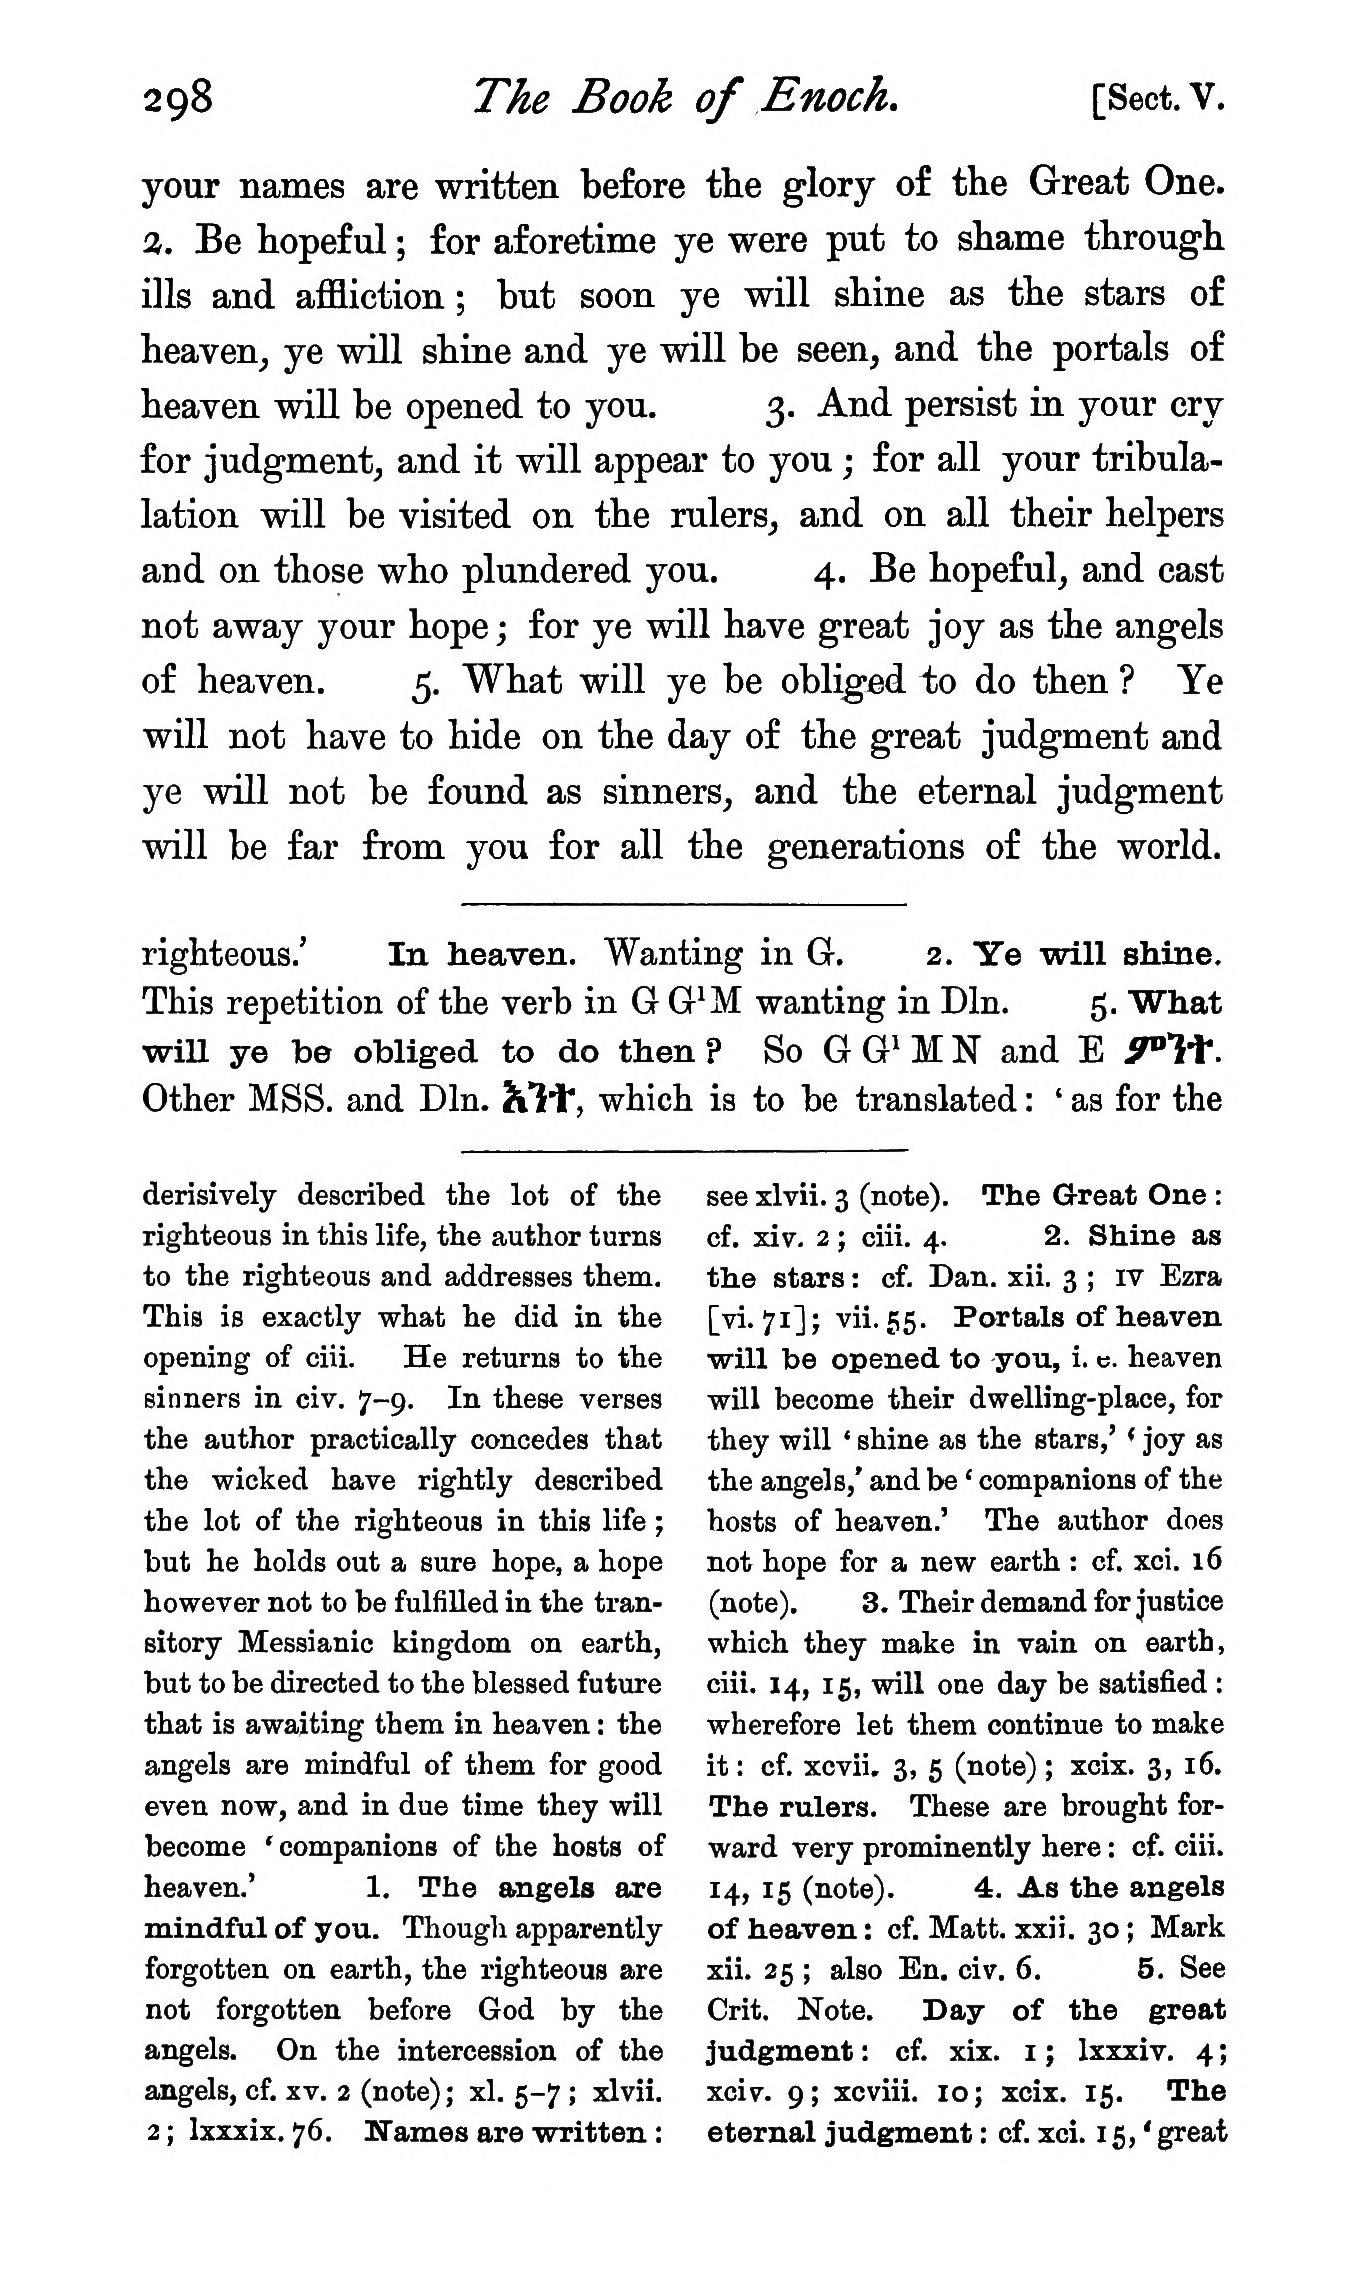 298 The Book of Enoch. [Sect. V.
your names are written before the glory of the Great One.
2. Be hopeful; for aforetime ye were put to shame through
ills and affliction; but soon ye will shine as the stars of
heaven, ye will shine and ye will be seen, and the portals of
heaven will be opened to you. 3. And persist in your cry
for judgment, and it will appear to you; for all your tribula-
lation will be visited on the rulers, and on all their helpers
and on those who plundered you. 4. Be hopeful, and cast
not away your hope; for ye will have great joy as the angels
of heaven. 5. What will ye be obliged to do then? Ye
will not have to hide on the day of the great judgment and
ye will not be found as sinners, and the eternal judgment
will be far from you for all the generations of the world.
righteous.’ In heaven. Wanting in G. 2. Ye will shine.
This repetition of the verb in G G¹ M wanting in Dln. 5. What
will ye be obliged to do then? So G G¹ M N and E ምንት.
Other MSS. and Dln. እንተ, which is to be translated: ‘as for the
derisively described the lot of the
righteous in this life, the author turns
to the righteous and addresses them.
This is exactly what he did in the
opening of ciii. He returns to the
sinners in civ. 7–9. In these verses
the author practically concedes that
the wicked have rightly described
the lot of the righteous in this life;
but he holds out a sure hope, a hope
however not to be fulfilled in the tran-
sitory Messianic kingdom on earth,
but to be directed to the blessed future
that is awaiting them in heaven: the
angels are mindful of them for good
even now, and in due time they will
become ‘companions of the hosts of
heaven.’ 1. The angels are
mindful of you. Though apparently
forgotten on earth, the righteous are
not forgotten before God by the
angels. On the intercession of the
angels, cf. xv. 2 (note); xl. 5–7; xlvii.
2; lxxxix. 76. Names are written:
see xlvii. 3 (note). The Great One:
cf. xiv. 2; ciii. 4. 2. Shine as
the stars: cf. Dan. xii. 3; IV Ezra
[vi. 71]; vii. 55. Portals of heaven
will be opened to you, i. e. heaven
will become their dwelling-place, for
they will ‘shine as the stars,’ ‘joy as
the angels,’ and be ‘companions of the
hosts of heaven.’ The author does
not hope for a new earth: cf. xci. 16
(note). 3. Their demand for justice
which they make in vain on earth,
ciii. 14, 15, will one day be satisfied:
wherefore let them continue to make
it: cf. xcvii. 3, 5 (note); xcix. 3, 16.
The rulers. These are brought for-
ward very prominently here: cf. ciii.
14, 15 (note). 4. As the angels
of heaven: cf. Matt. xxii. 30; Mark
xii. 25; also En. civ. 6. 5. See
Crit. Note. Day of the great
judgment: cf. xix. 1; lxxxiv. 4;
xciv. 9; xcviii. 10; xcix. 15. The
eternal judgment: cf. xci. 15, ‘great